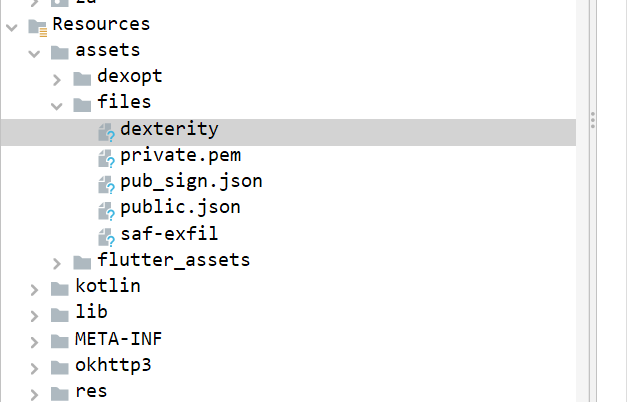 Resources
assets
dexopt
files
dexterity
private.pem
pub_sign.json
public.json
saf-exfil
flutter_assets
kotlin
lib
META-INF
okhttp3
res